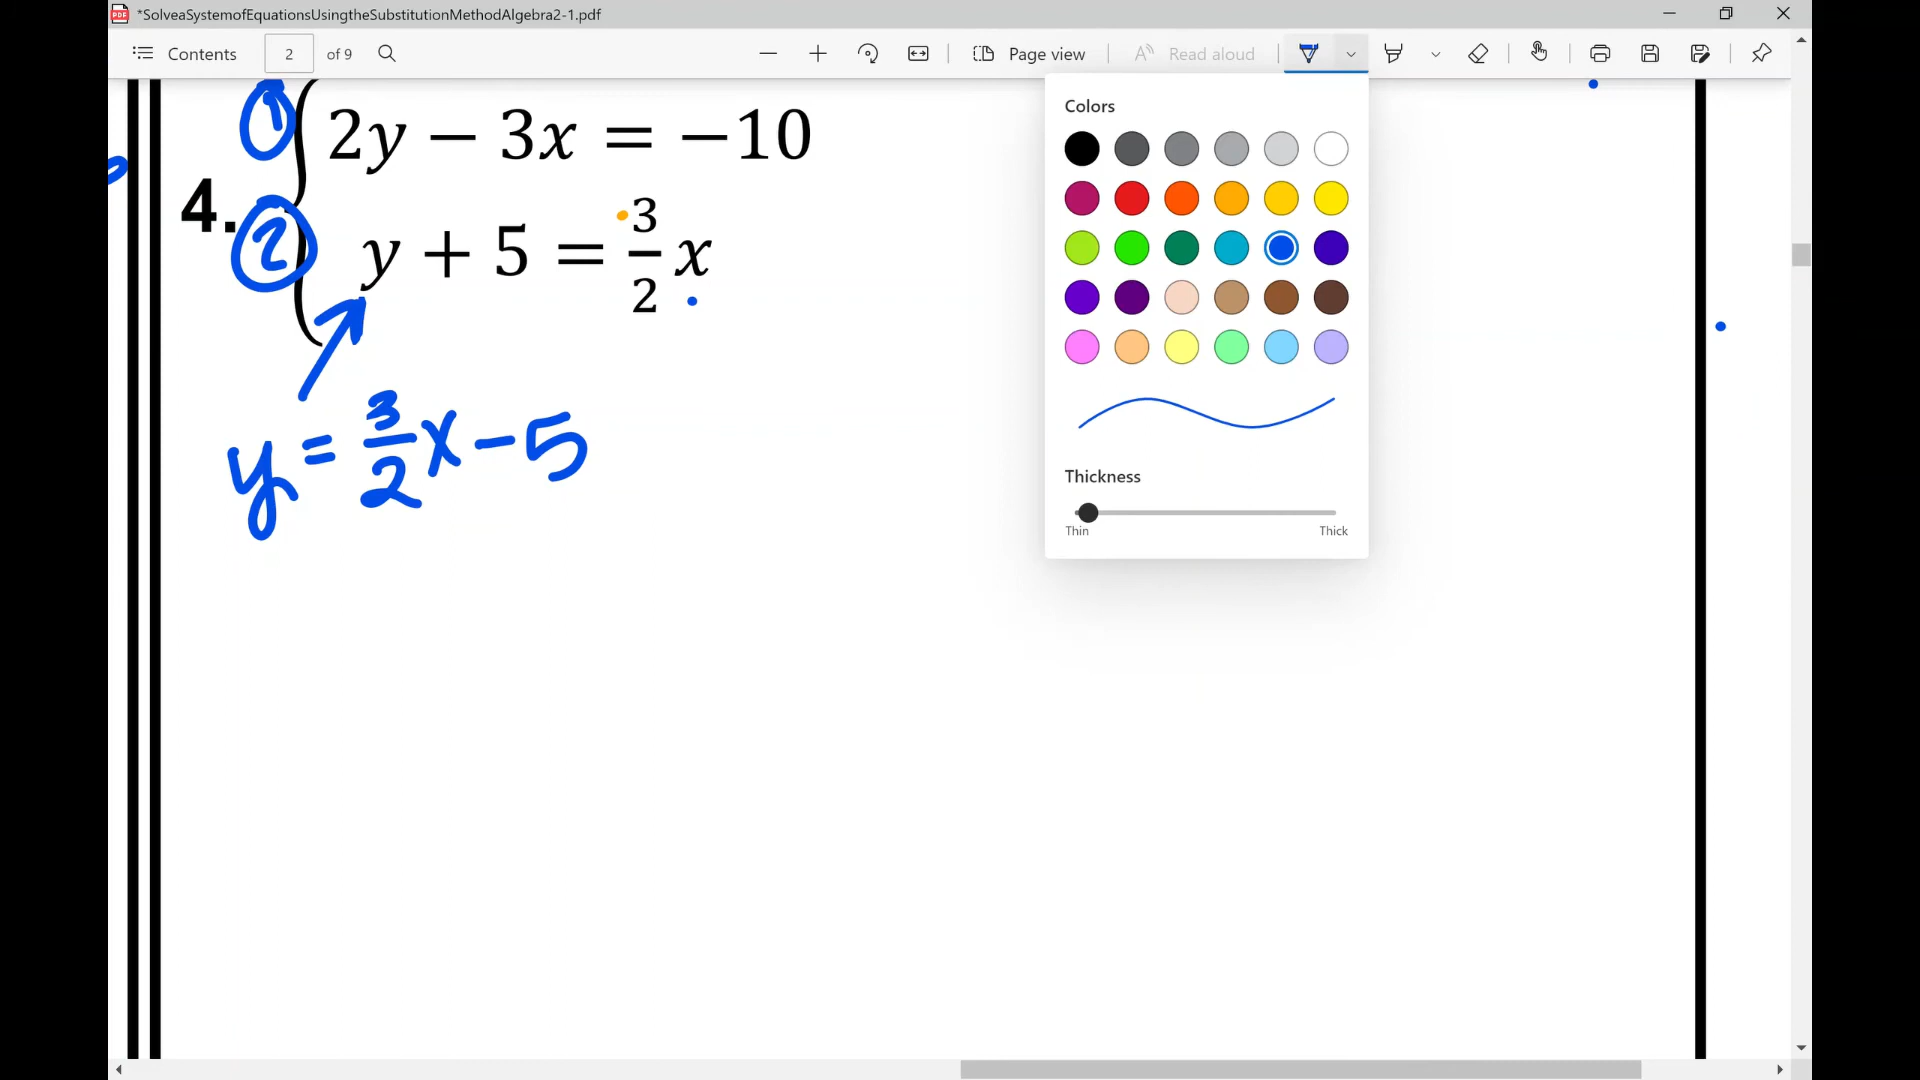 *SolveaSystemofEquationsUsingtheSubstitutionMethodAlgebra2-1.pdf
Contents 2 of 9 Page view Read aloud
Colors
Thickness
Thin Thick
1 2y − 3x = −10
4.
2 y + 5 = 3/2 x
y = 3/2 x − 5